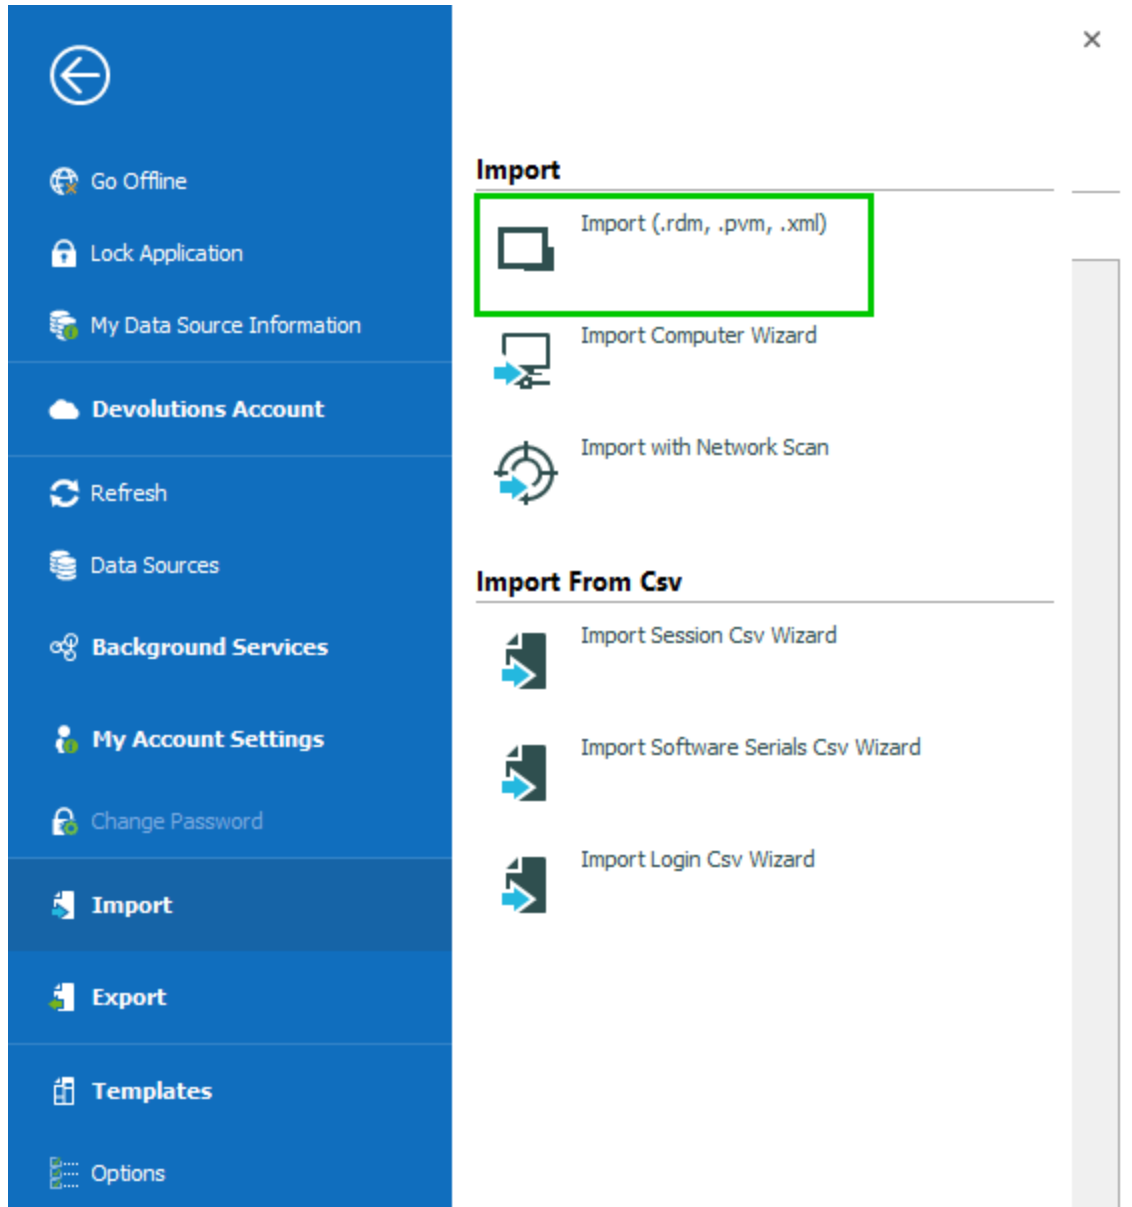 Go Offline
Lock Application
My Data Source Information
Devolutions Account
Refresh
Data Sources
Background Services
My Account Settings
Change Password
Import
Export
Templates
Options
Import
Import (.rdm, .pvm, .xml)
Import Computer Wizard
Import with Network Scan
Import From Csv
Import Session Csv Wizard
Import Software Serials Csv Wizard
Import Login Csv Wizard